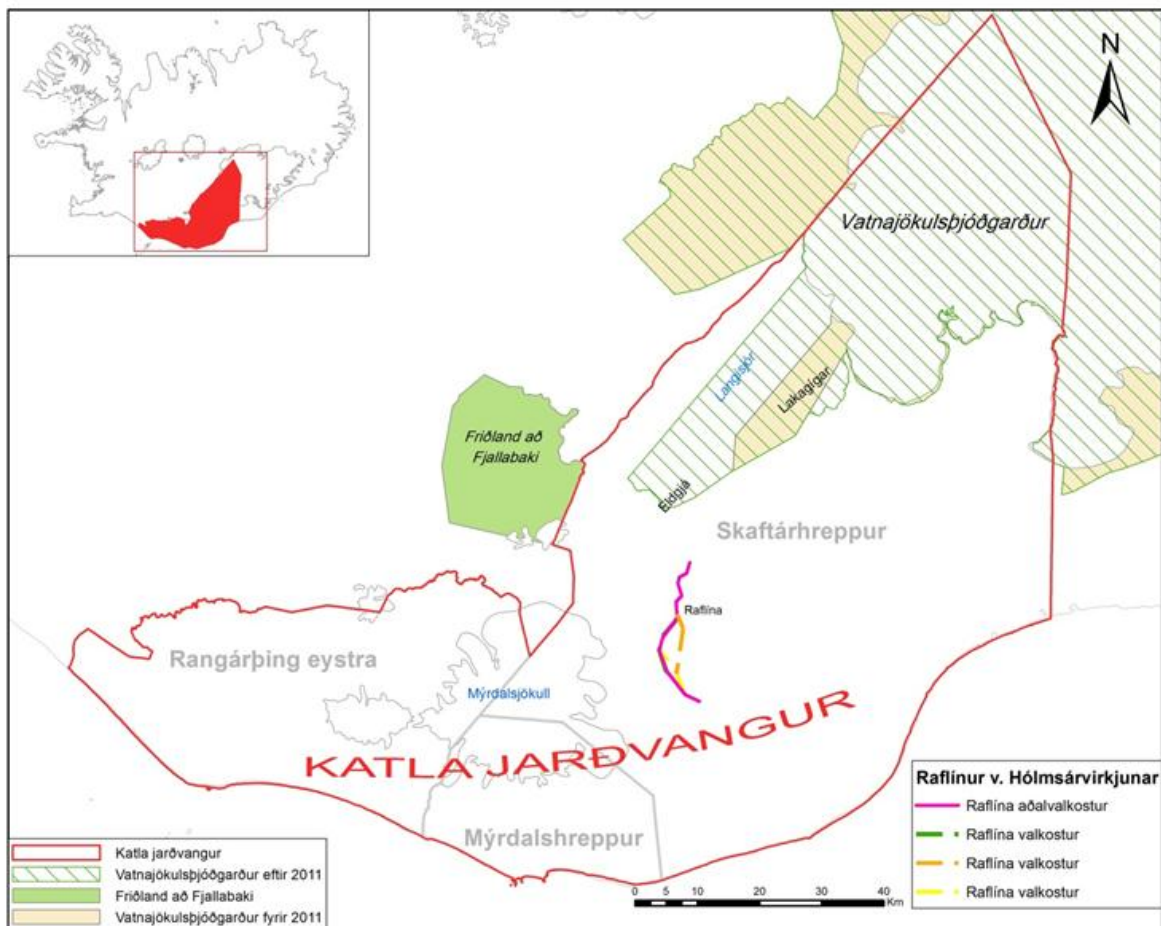 N
Vatnajökulsþjóðgarður
Langisjór
Lakagígar
Friðland að
Fjallabaki
Eldgjá
Skaftárhreppur
Raflína
Rangárþing eystra
Mýrdalsjökull
KATLA JARÐVANGUR
Mýrdalshreppur
Raflínur v. Hólmsárvirkjunar
Raflína aðalvalkostur
Raflína valkostur
Raflína valkostur
Raflína valkostur
Katla jarðvangur
Vatnajökulsþjóðgarður eftir 2011
Friðland að Fjallabaki
Vatnajökulsþjóðgarður fyrir 2011
0 5 10 20 30 40
Km